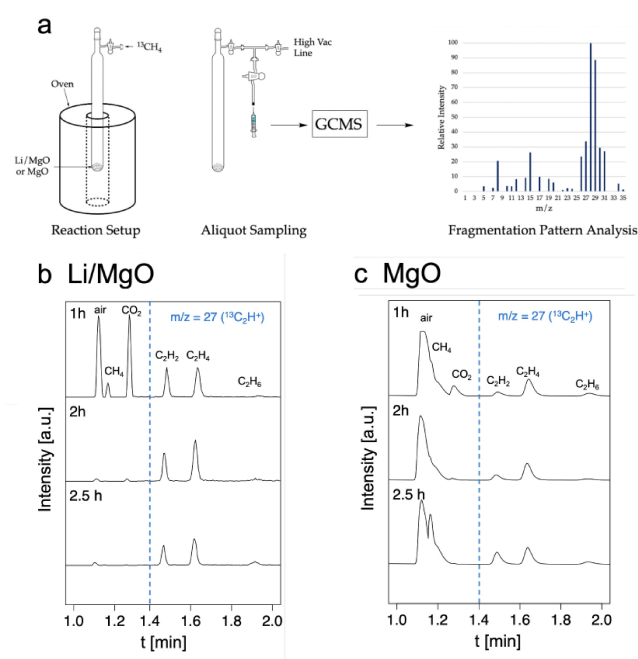 a
¹³CH₄
Oven
Li/MgO
or MgO
Reaction Setup
High Vac
Line
Aliquot Sampling
GCMS
Relative Intensity
100
90
80
70
60
50
40
30
20
10
0
1 3 5 7 9 11 13 15 17 19 21 23 25 27 29 31 33 35
m/z
Fragmentation Pattern Analysis
b Li/MgO
1h air CO₂ m/z = 27 (¹³C₂H⁺)
CH₄ C₂H₂ C₂H₄ C₂H₆
2h
2.5 h
Intensity [a.u.]
1.0 1.2 1.4 1.6 1.8 2.0
t [min]
c MgO
1h air m/z = 27 (¹³C₂H⁺)
CH₄ CO₂ C₂H₂ C₂H₄ C₂H₆
2h
2.5 h
Intensity [a.u.]
1.0 1.2 1.4 1.6 1.8 2.0
t [min]